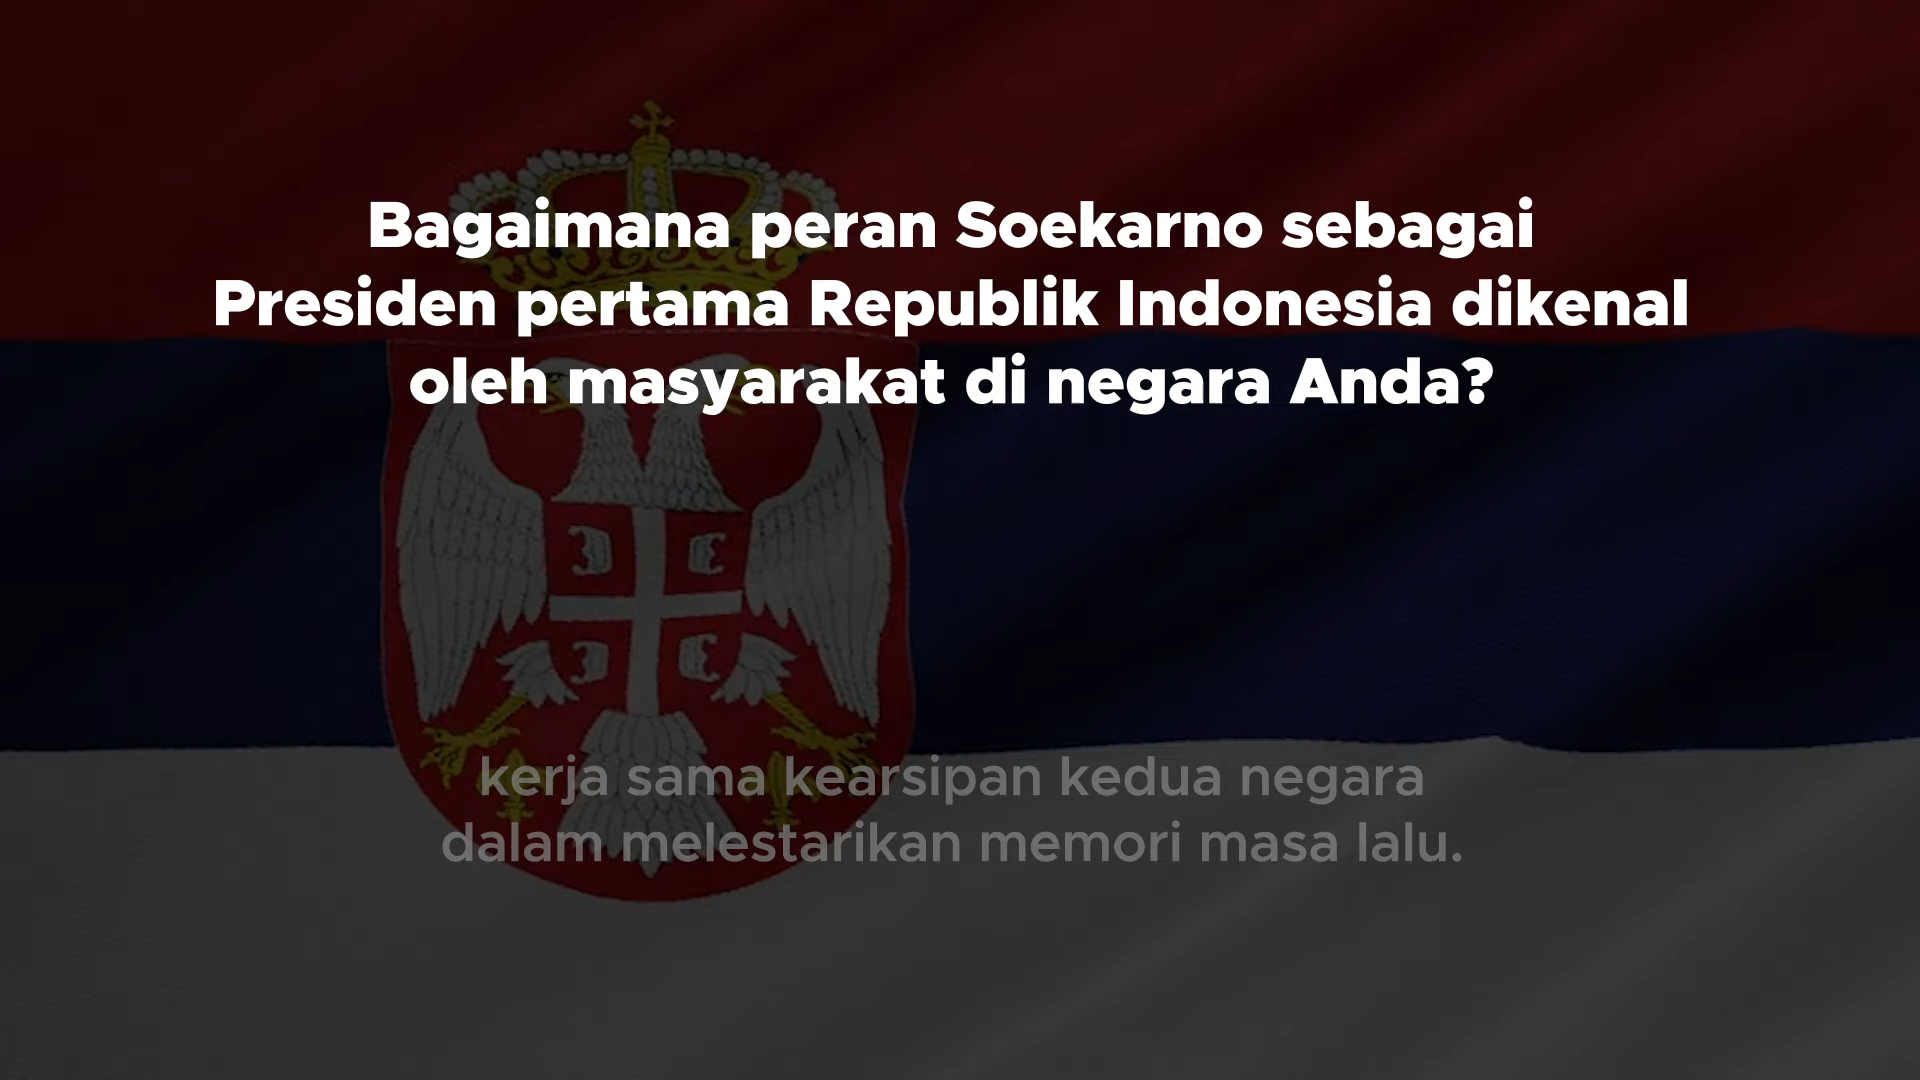 Bagaimana peran Soekarno sebagai
Presiden pertama Republik Indonesia dikenal
oleh masyarakat di negara Anda?
kerja sama kearsipan kedua negara
dalam melestarikan memori masa lalu.